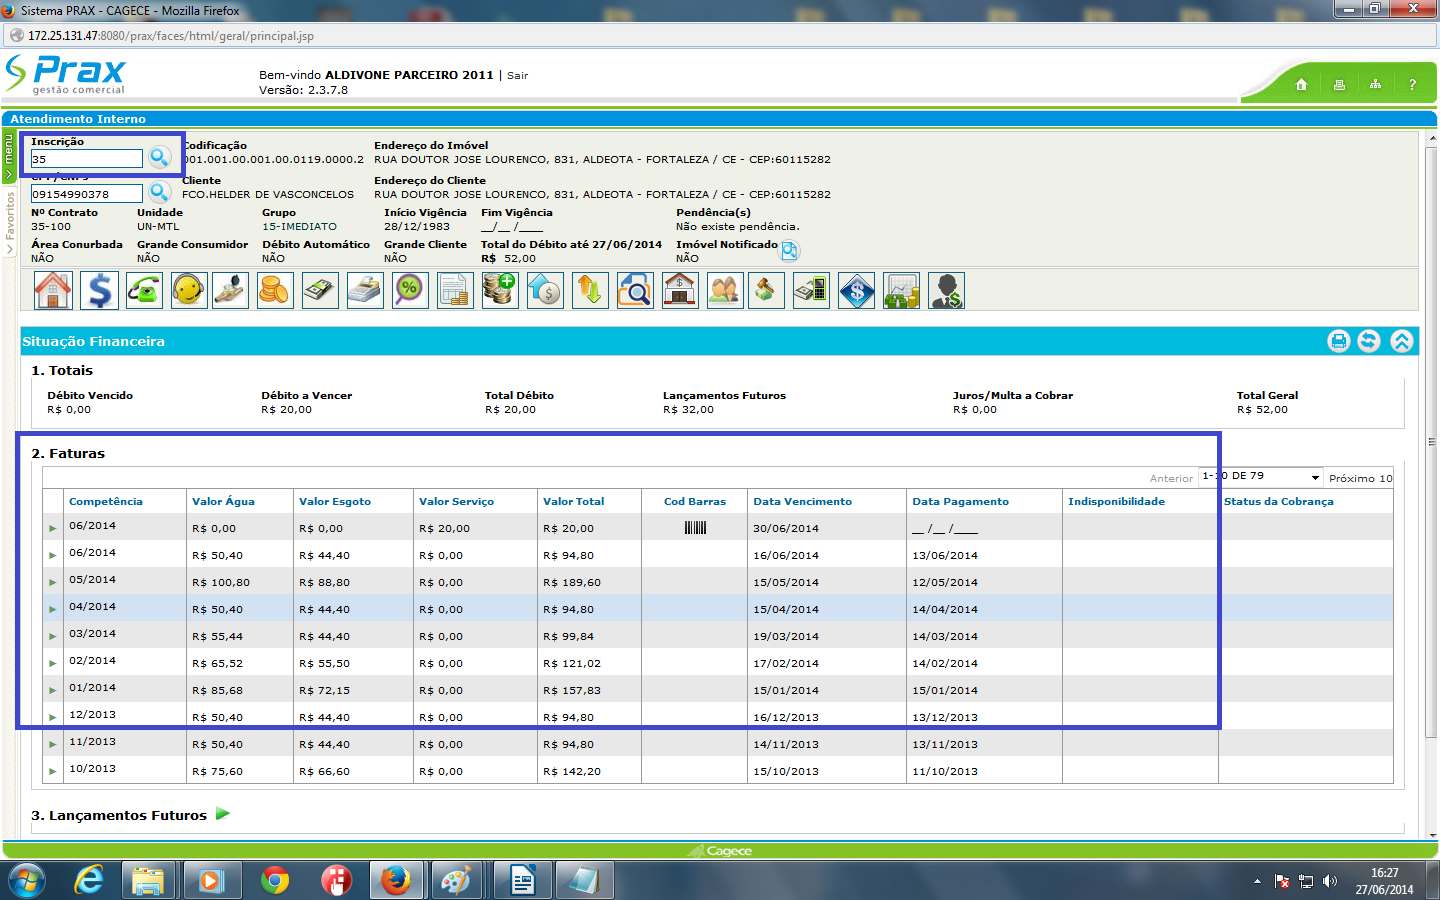 Sistema PRAX - CAGECE - Mozilla Firefox
172.25.131.47:8080/prax/faces/html/geral/principal.jsp
Prax
gestão comercial
Bem-vindo ALDIVONE PARCEIRO 2011 | Sair
Versão: 2.3.7.8
?
Atendimento Interno
menu
Favoritos
Inscrição Codificação Endereço do Imóvel
35 001.001.00.001.00.0119.0000.2 RUA DOUTOR JOSE LOURENCO, 831, ALDEOTA - FORTALEZA / CE - CEP:60115282
Cliente Endereço do Cliente
09154990378 FCO.HELDER DE VASCONCELOS RUA DOUTOR JOSE LOURENCO, 831, ALDEOTA - FORTALEZA / CE - CEP:60115282
Nº Contrato Unidade Grupo Início Vigência Fim Vigência Pendência(s)
35-100 UN-MTL 15-IMEDIATO 28/12/1983 __/__ /____ Não existe pendência.
Área Conurbada Grande Consumidor Débito Automático Grande Cliente Total do Débito até 27/06/2014 Imóvel Notificado
NÃO NÃO NÃO NÃO R$ 52,00 NÃO
Situação Financeira
1. Totais
Débito Vencido Débito a Vencer Total Débito Lançamentos Futuros Juros/Multa a Cobrar Total Geral
R$ 0,00 R$ 20,00 R$ 20,00 R$ 32,00 R$ 0,00 R$ 52,00
2. Faturas
Anterior 1-10 DE 79 Próximo 10
Competência Valor Água Valor Esgoto Valor Serviço Valor Total Cod Barras Data Vencimento Data Pagamento Indisponibilidade Status da Cobrança
06/2014 R$ 0,00 R$ 0,00 R$ 20,00 R$ 20,00 30/06/2014 __ /__ /____
06/2014 R$ 50,40 R$ 44,40 R$ 0,00 R$ 94,80 16/06/2014 13/06/2014
05/2014 R$ 100,80 R$ 88,80 R$ 0,00 R$ 189,60 15/05/2014 12/05/2014
04/2014 R$ 50,40 R$ 44,40 R$ 0,00 R$ 94,80 15/04/2014 14/04/2014
03/2014 R$ 55,44 R$ 44,40 R$ 0,00 R$ 99,84 19/03/2014 14/03/2014
02/2014 R$ 65,52 R$ 55,50 R$ 0,00 R$ 121,02 17/02/2014 14/02/2014
01/2014 R$ 85,68 R$ 72,15 R$ 0,00 R$ 157,83 15/01/2014 15/01/2014
12/2013 R$ 50,40 R$ 44,40 R$ 0,00 R$ 94,80 16/12/2013 13/12/2013
11/2013 R$ 50,40 R$ 44,40 R$ 0,00 R$ 94,80 14/11/2013 13/11/2013
10/2013 R$ 75,60 R$ 66,60 R$ 0,00 R$ 142,20 15/10/2013 11/10/2013
3. Lançamentos Futuros
Cagece
16:27
27/06/2014